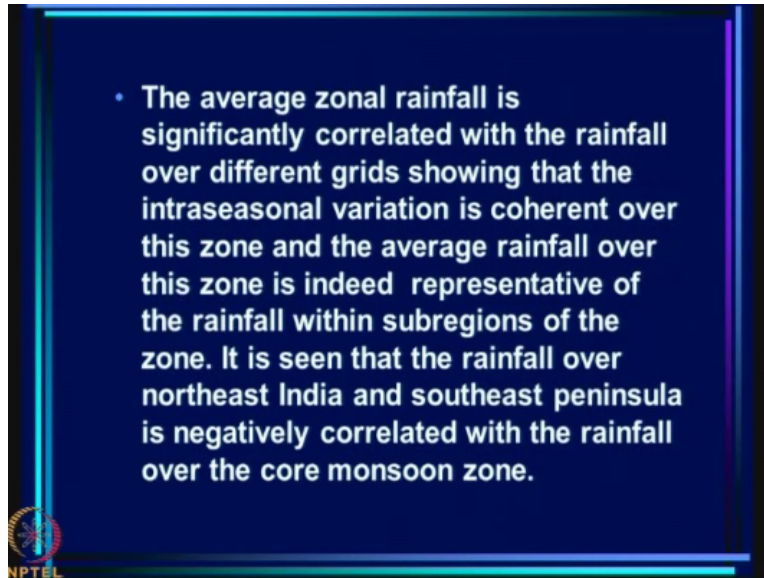 • The average zonal rainfall is
significantly correlated with the rainfall
over different grids showing that the
intraseasonal variation is coherent over
this zone and the average rainfall over
this zone is indeed representative of
the rainfall within subregions of the
zone. It is seen that the rainfall over
northeast India and southeast peninsula
is negatively correlated with the rainfall
over the core monsoon zone.
NPTEL